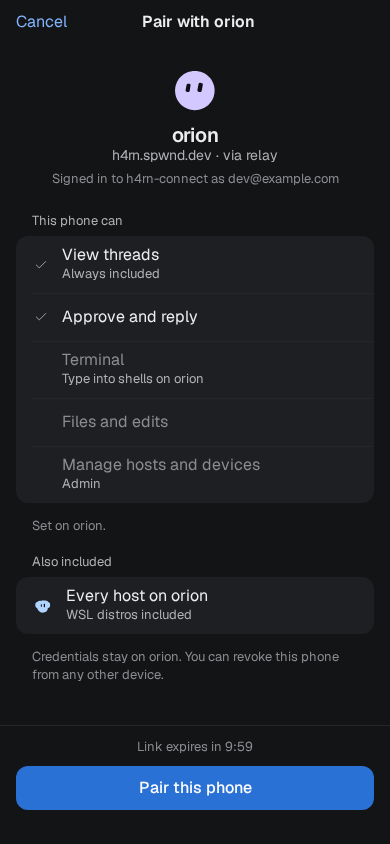 Cancel
Pair with orion
orion
h4rn.spwnd.dev · via relay
Signed in to h4rn-connect as dev@example.com
This phone can
View threads
Always included
Approve and reply
Terminal
Type into shells on orion
Files and edits
Manage hosts and devices
Admin
Set on orion.
Also included
Every host on orion
WSL distros included
Credentials stay on orion. You can revoke this phone
from any other device.
Link expires in 9:59
Pair this phone